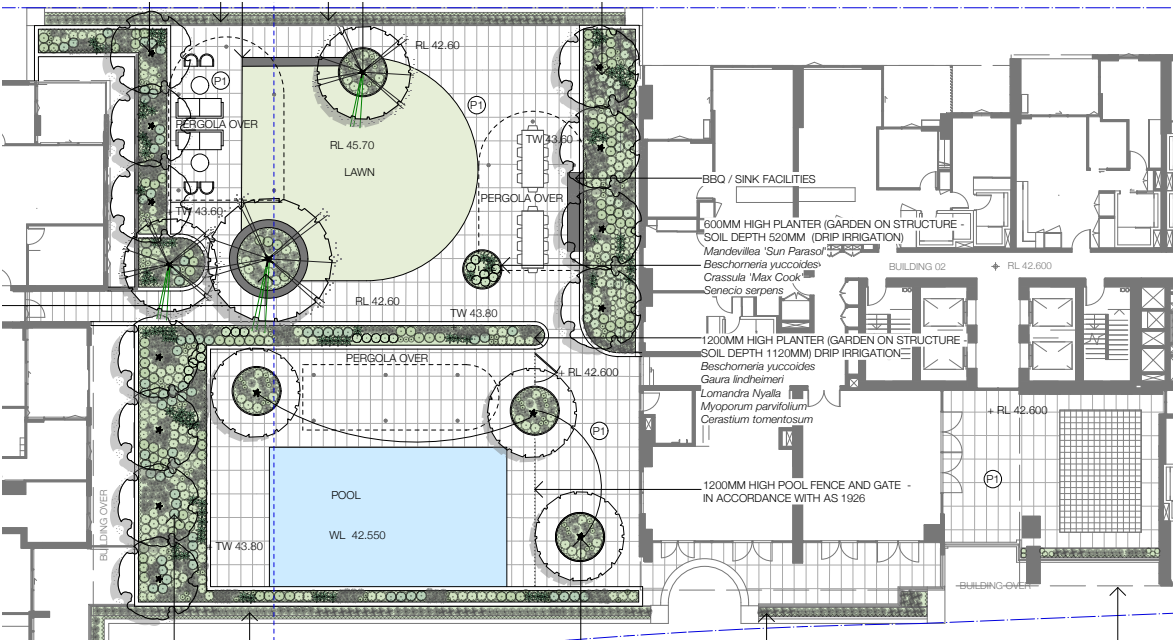 RL 42.60
P1
P1
PERGOLA OVER
TW 43.60
RL 45.70
LAWN
BBQ / SINK FACILITIES
PERGOLA OVER
+ TW 43.60
600MM HIGH PLANTER (GARDEN ON STRUCTURE -
SOIL DEPTH 520MM (DRIP IRRIGATION)
Mandevillea 'Sun Parasol'
Beschorneria yuccoides
Crassula 'Max Cook'
Senecio serpens
BUILDING 02
RL 42.600
RL 42.60
TW 43.80
1200MM HIGH PLANTER (GARDEN ON STRUCTURE -
SOIL DEPTH 1120MM) DRIP IRRIGATION
PERGOLA OVER
Beschorneria yuccoides
+ RL 42.600
Gaura lindheimeri
Lomandra Nyalla
Myoporum parvifolium
Cerastium tomentosum
+ RL 42.600
P1
P1
1200MM HIGH POOL FENCE AND GATE -
IN ACCORDANCE WITH AS 1926
POOL
WL 42.550
BUILDING OVER
+ TW 43.80
BUILDING OVER